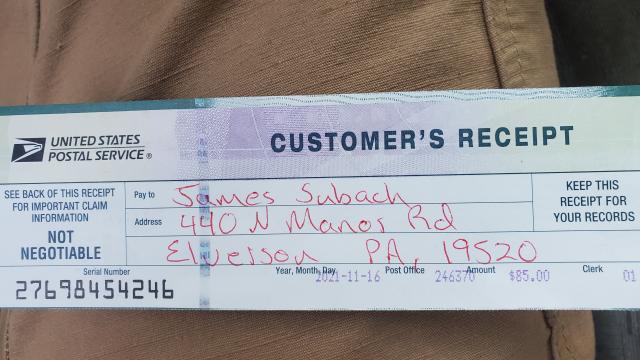 UNITED STATES
POSTAL SERVICE®
CUSTOMER'S RECEIPT
SEE BACK OF THIS RECEIPT
FOR IMPORTANT CLAIM
INFORMATION
NOT
NEGOTIABLE
Pay to James Subach
Address 440 N Manor Rd
Elverson PA, 19520
KEEP THIS
RECEIPT FOR
YOUR RECORDS
Serial Number
27698454246
Year, Month, Day 2021-11-16
Post Office 246370
Amount $85.00
Clerk 01